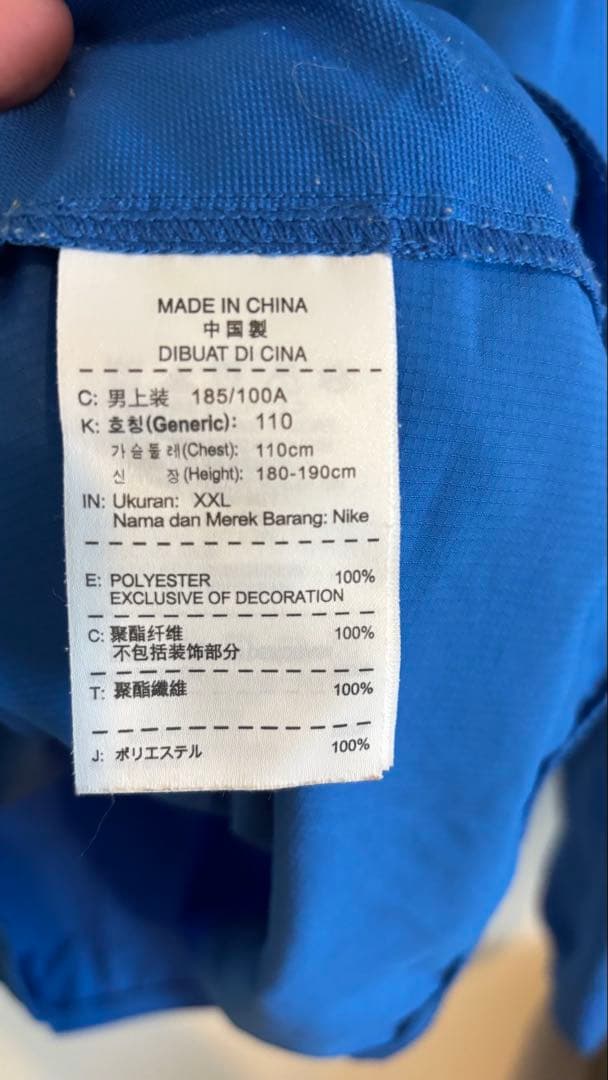 MADE IN CHINA
中国製
DIBUAT DI CINA
C: 男上装 185/100A
K: 호칭(Generic): 110
가슴둘레(Chest): 110cm
신 장(Height): 180-190cm
IN: Ukuran: XXL
Nama dan Merek Barang: Nike
E: POLYESTER 100%
EXCLUSIVE OF DECORATION
C: 聚酯纤维 100%
不包括装饰部分
T: 聚酯纖維 100%
J: ポリエステル 100%